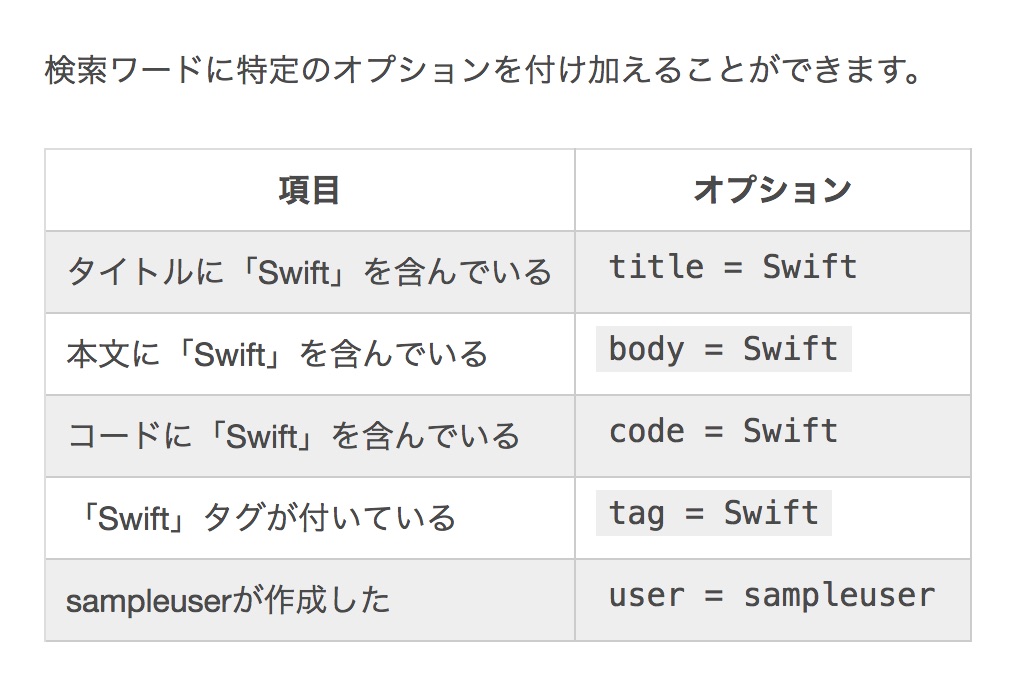 検索ワードに特定のオプションを付け加えることができます。
項目 オプション
タイトルに「Swift」を含んでいる title = Swift
本文に「Swift」を含んでいる body = Swift
コードに「Swift」を含んでいる code = Swift
「Swift」タグが付いている tag = Swift
sampleuserが作成した user = sampleuser